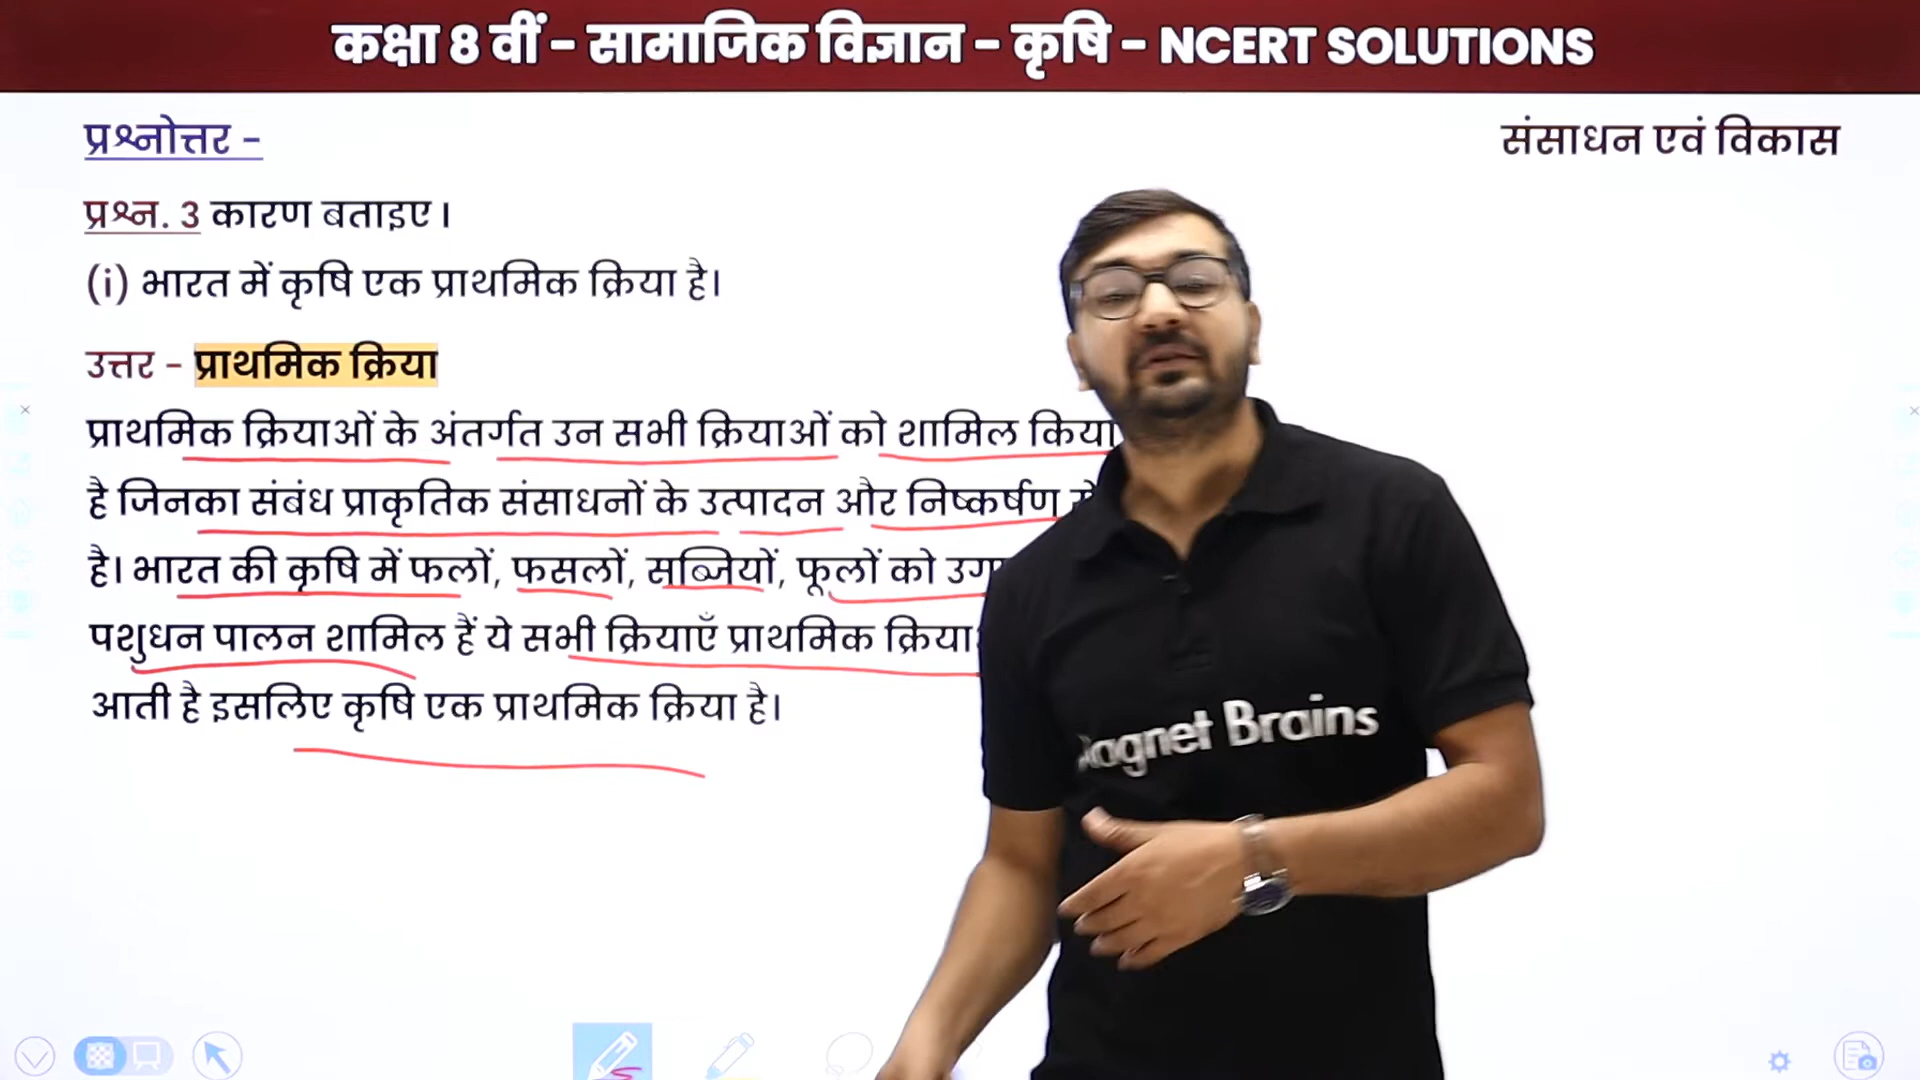 कक्षा 8 वीं - सामाजिक विज्ञान - कृषि - NCERT SOLUTIONS
प्रश्नोत्तर -
संसाधन एवं विकास
प्रश्न. 3 कारण बताइए ।
(i) भारत में कृषि एक प्राथमिक क्रिया है।
उत्तर - प्राथमिक क्रिया
प्राथमिक क्रियाओं के अंतर्गत उन सभी क्रियाओं को शामिल किया
है जिनका संबंध प्राकृतिक संसाधनों के उत्पादन और निष्कर्षण
है। भारत की कृषि में फलों, फसलों, सब्जियों, फूलों को
पशुधन पालन शामिल हैं ये सभी क्रियाएँ प्राथमिक
आती है इसलिए कृषि एक प्राथमिक क्रिया है।
Brains